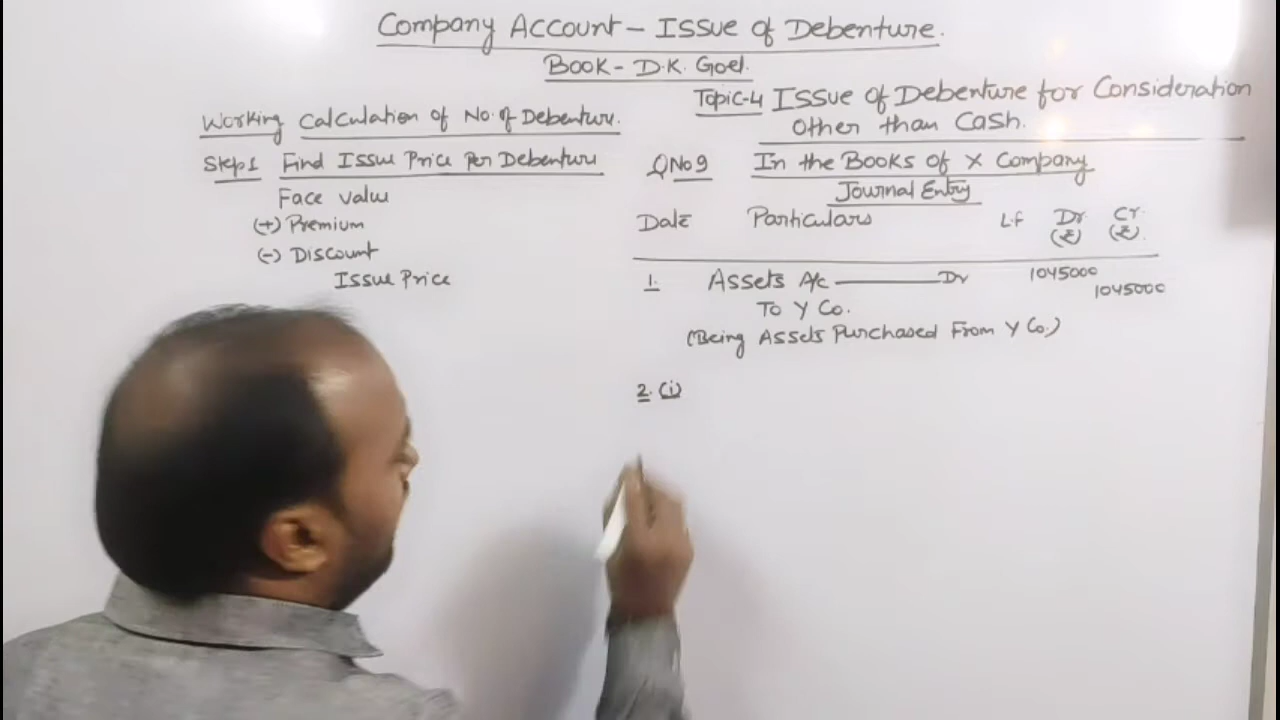 Company Account - Issue of Debenture.
Book - D.K. Goel.
Topic-4 Issue of Debenture for Consideration
Other than Cash.
Working Calculation of No. of Debenture.
Step 1 Find Issue Price Per Debenture
Face value
(+) Premium
(-) Discount
Issue Price
Q No 9 In the Books of X Company
Journal Entry
Date Particulars L.f Dr. (₹) Cr. (₹)
1. Assets A/c Dr 1045000
To Y Co. 1045000
(Being Assets Purchased From Y Co.)
2. (i)